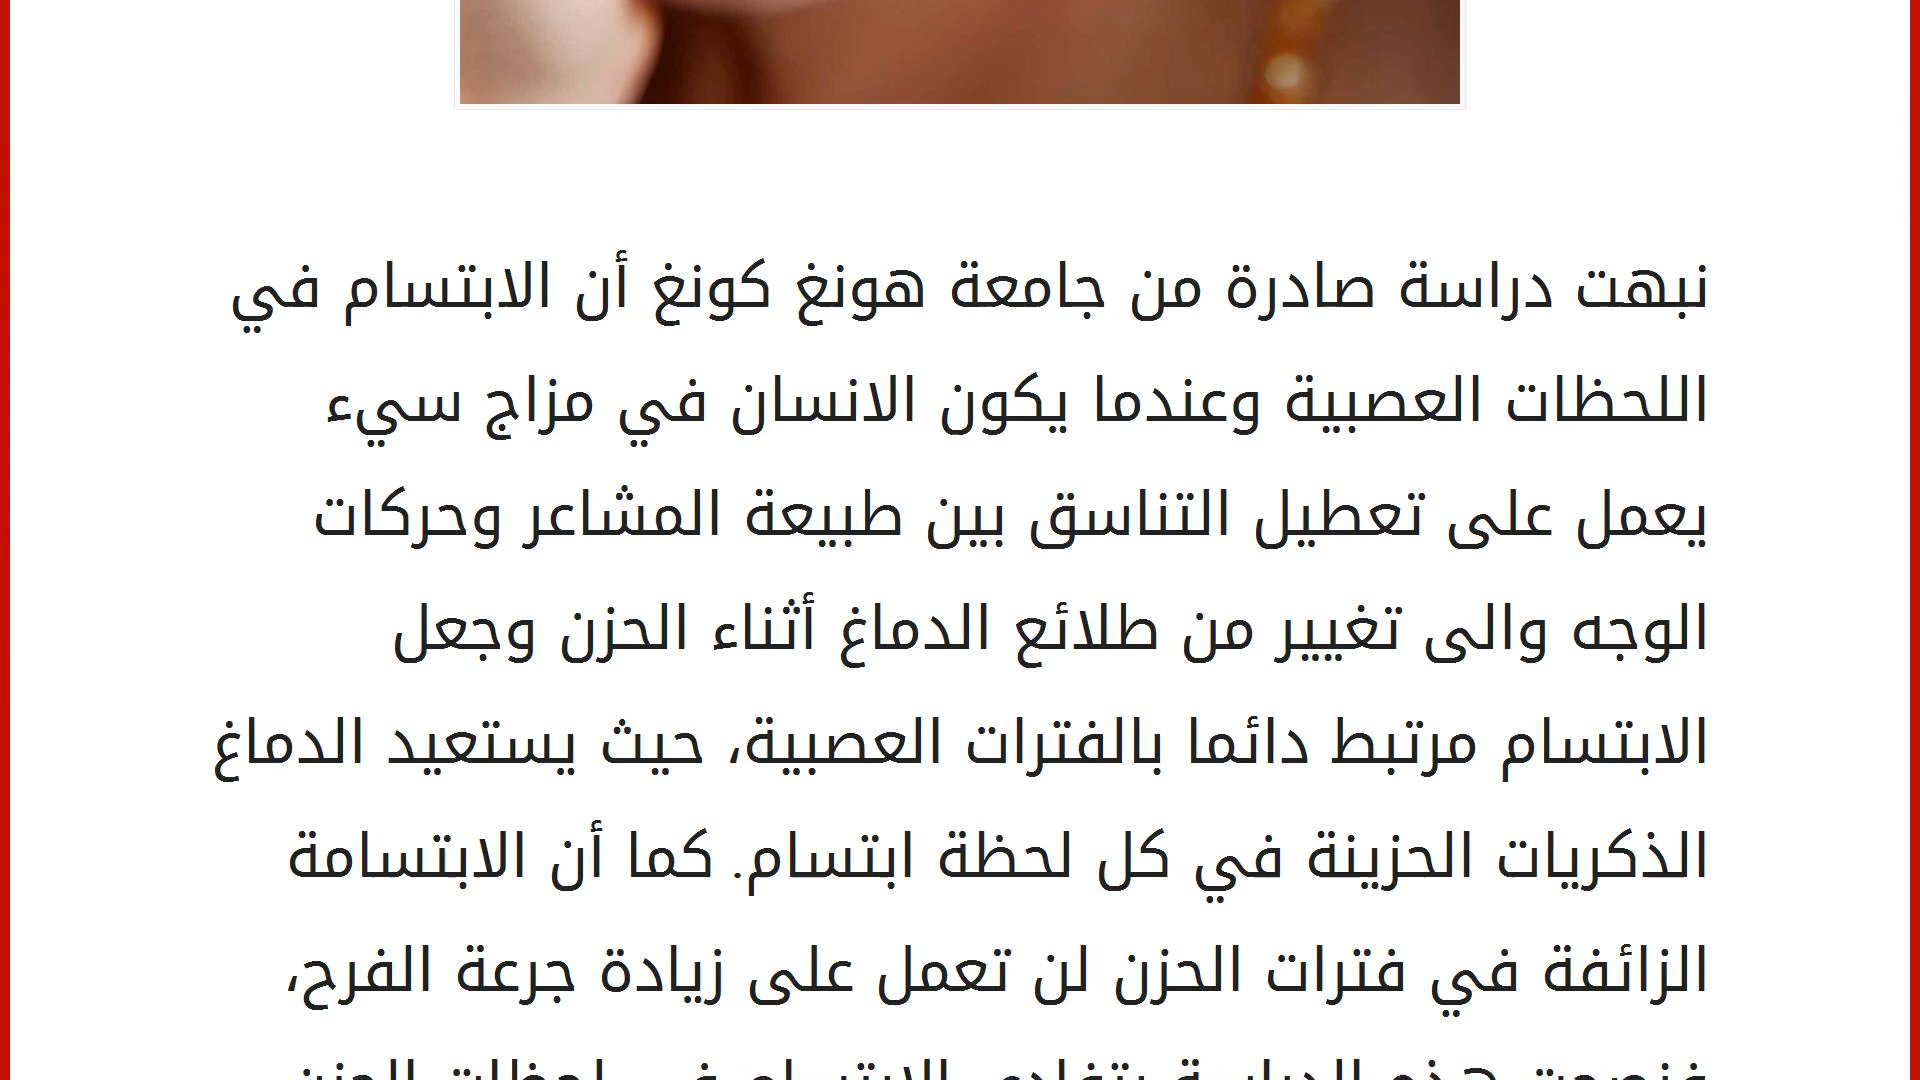 نبهت دراسة صادرة من جامعة هونغ كونغ أن الابتسام في
اللحظات العصبية وعندما يكون الانسان في مزاج سيء
يعمل على تعطيل التناسق بين طبيعة المشاعر وحركات
الوجه والى تغيير من طلائع الدماغ أثناء الحزن وجعل
الابتسام مرتبط دائما بالفترات العصبية، حيث يستعيد الدماغ
الذكريات الحزينة في كل لحظة ابتسام. كما أن الابتسامة
الزائفة في فترات الحزن لن تعمل على زيادة جرعة الفرح،